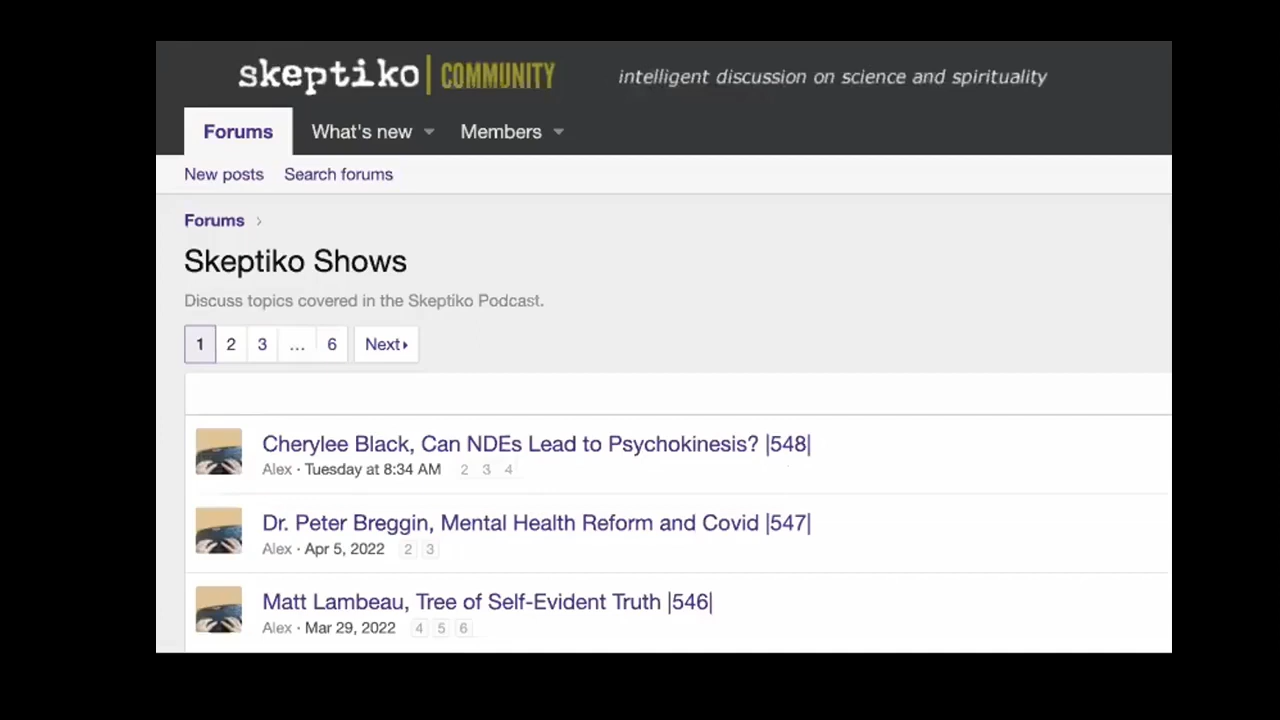 skeptiko | COMMUNITY intelligent discussion on science and spirituality
Forums What's new Members
New posts Search forums
Forums ›
Skeptiko Shows
Discuss topics covered in the Skeptiko Podcast.
1 2 3 ... 6 Next
Cherylee Black, Can NDEs Lead to Psychokinesis? |548|
Alex · Tuesday at 8:34 AM 2 3 4
Dr. Peter Breggin, Mental Health Reform and Covid |547|
Alex · Apr 5, 2022 2 3
Matt Lambeau, Tree of Self-Evident Truth |546|
Alex · Mar 29, 2022 4 5 6